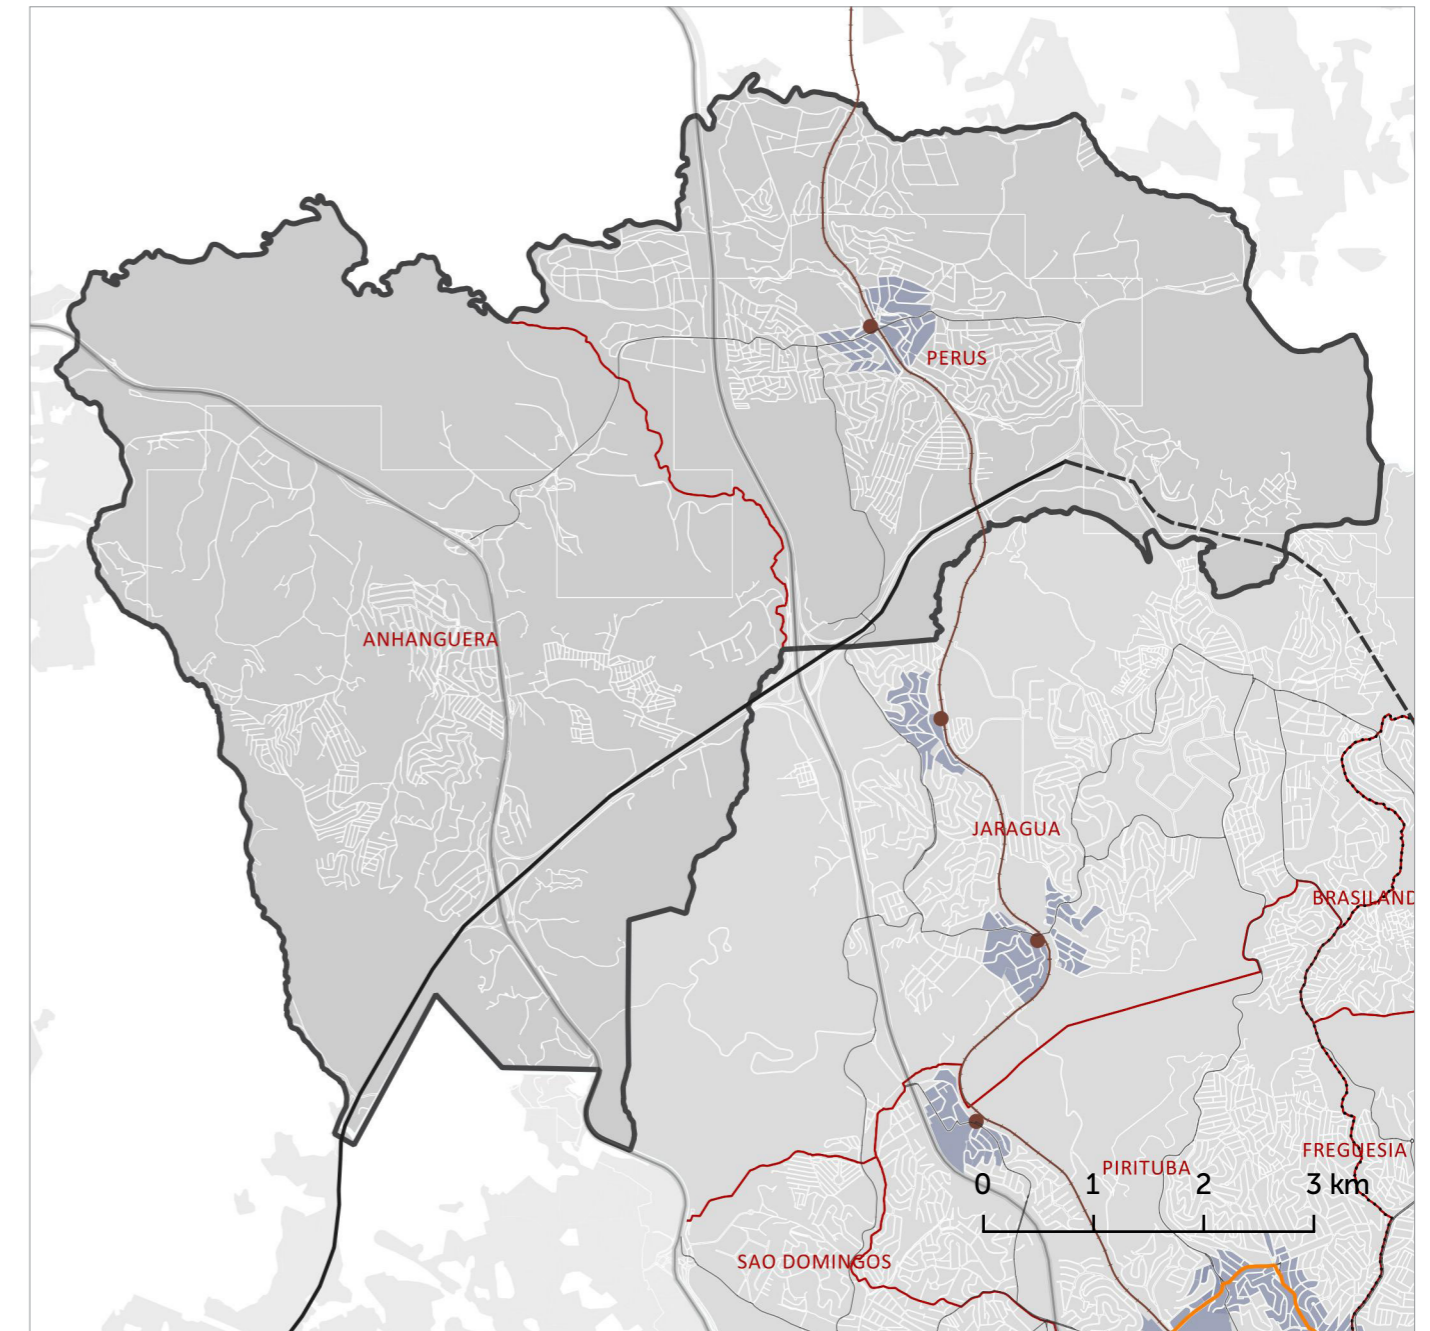 PERUS
ANHANGUERA
JARAGUA
BRASILAND
FREGUESIA
PIRITUBA
0 1 2 3 km
SAO DOMINGOS